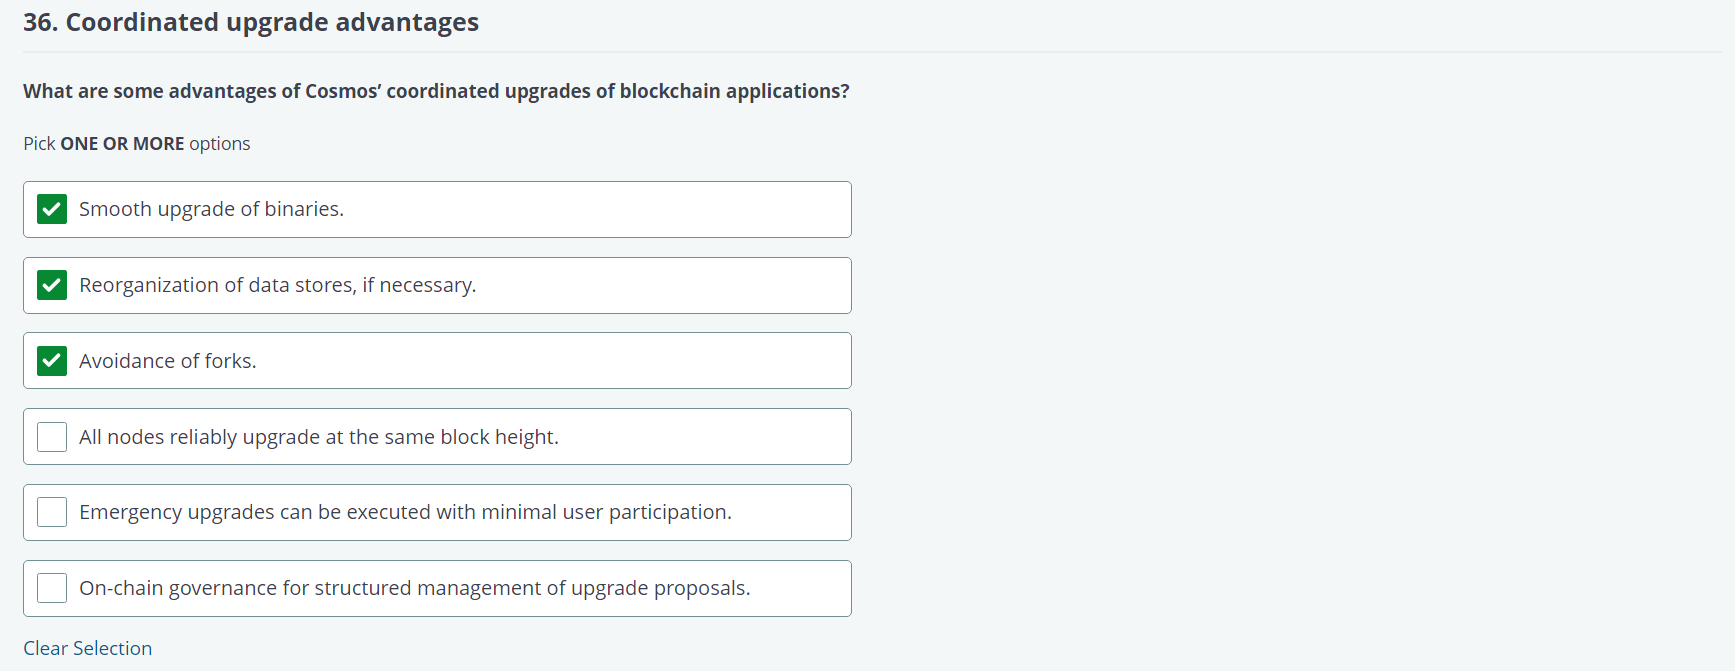 36. Coordinated upgrade advantages
What are some advantages of Cosmos’ coordinated upgrades of blockchain applications?
Pick ONE OR MORE options
Smooth upgrade of binaries.
Reorganization of data stores, if necessary.
Avoidance of forks.
All nodes reliably upgrade at the same block height.
Emergency upgrades can be executed with minimal user participation.
On-chain governance for structured management of upgrade proposals.
Clear Selection